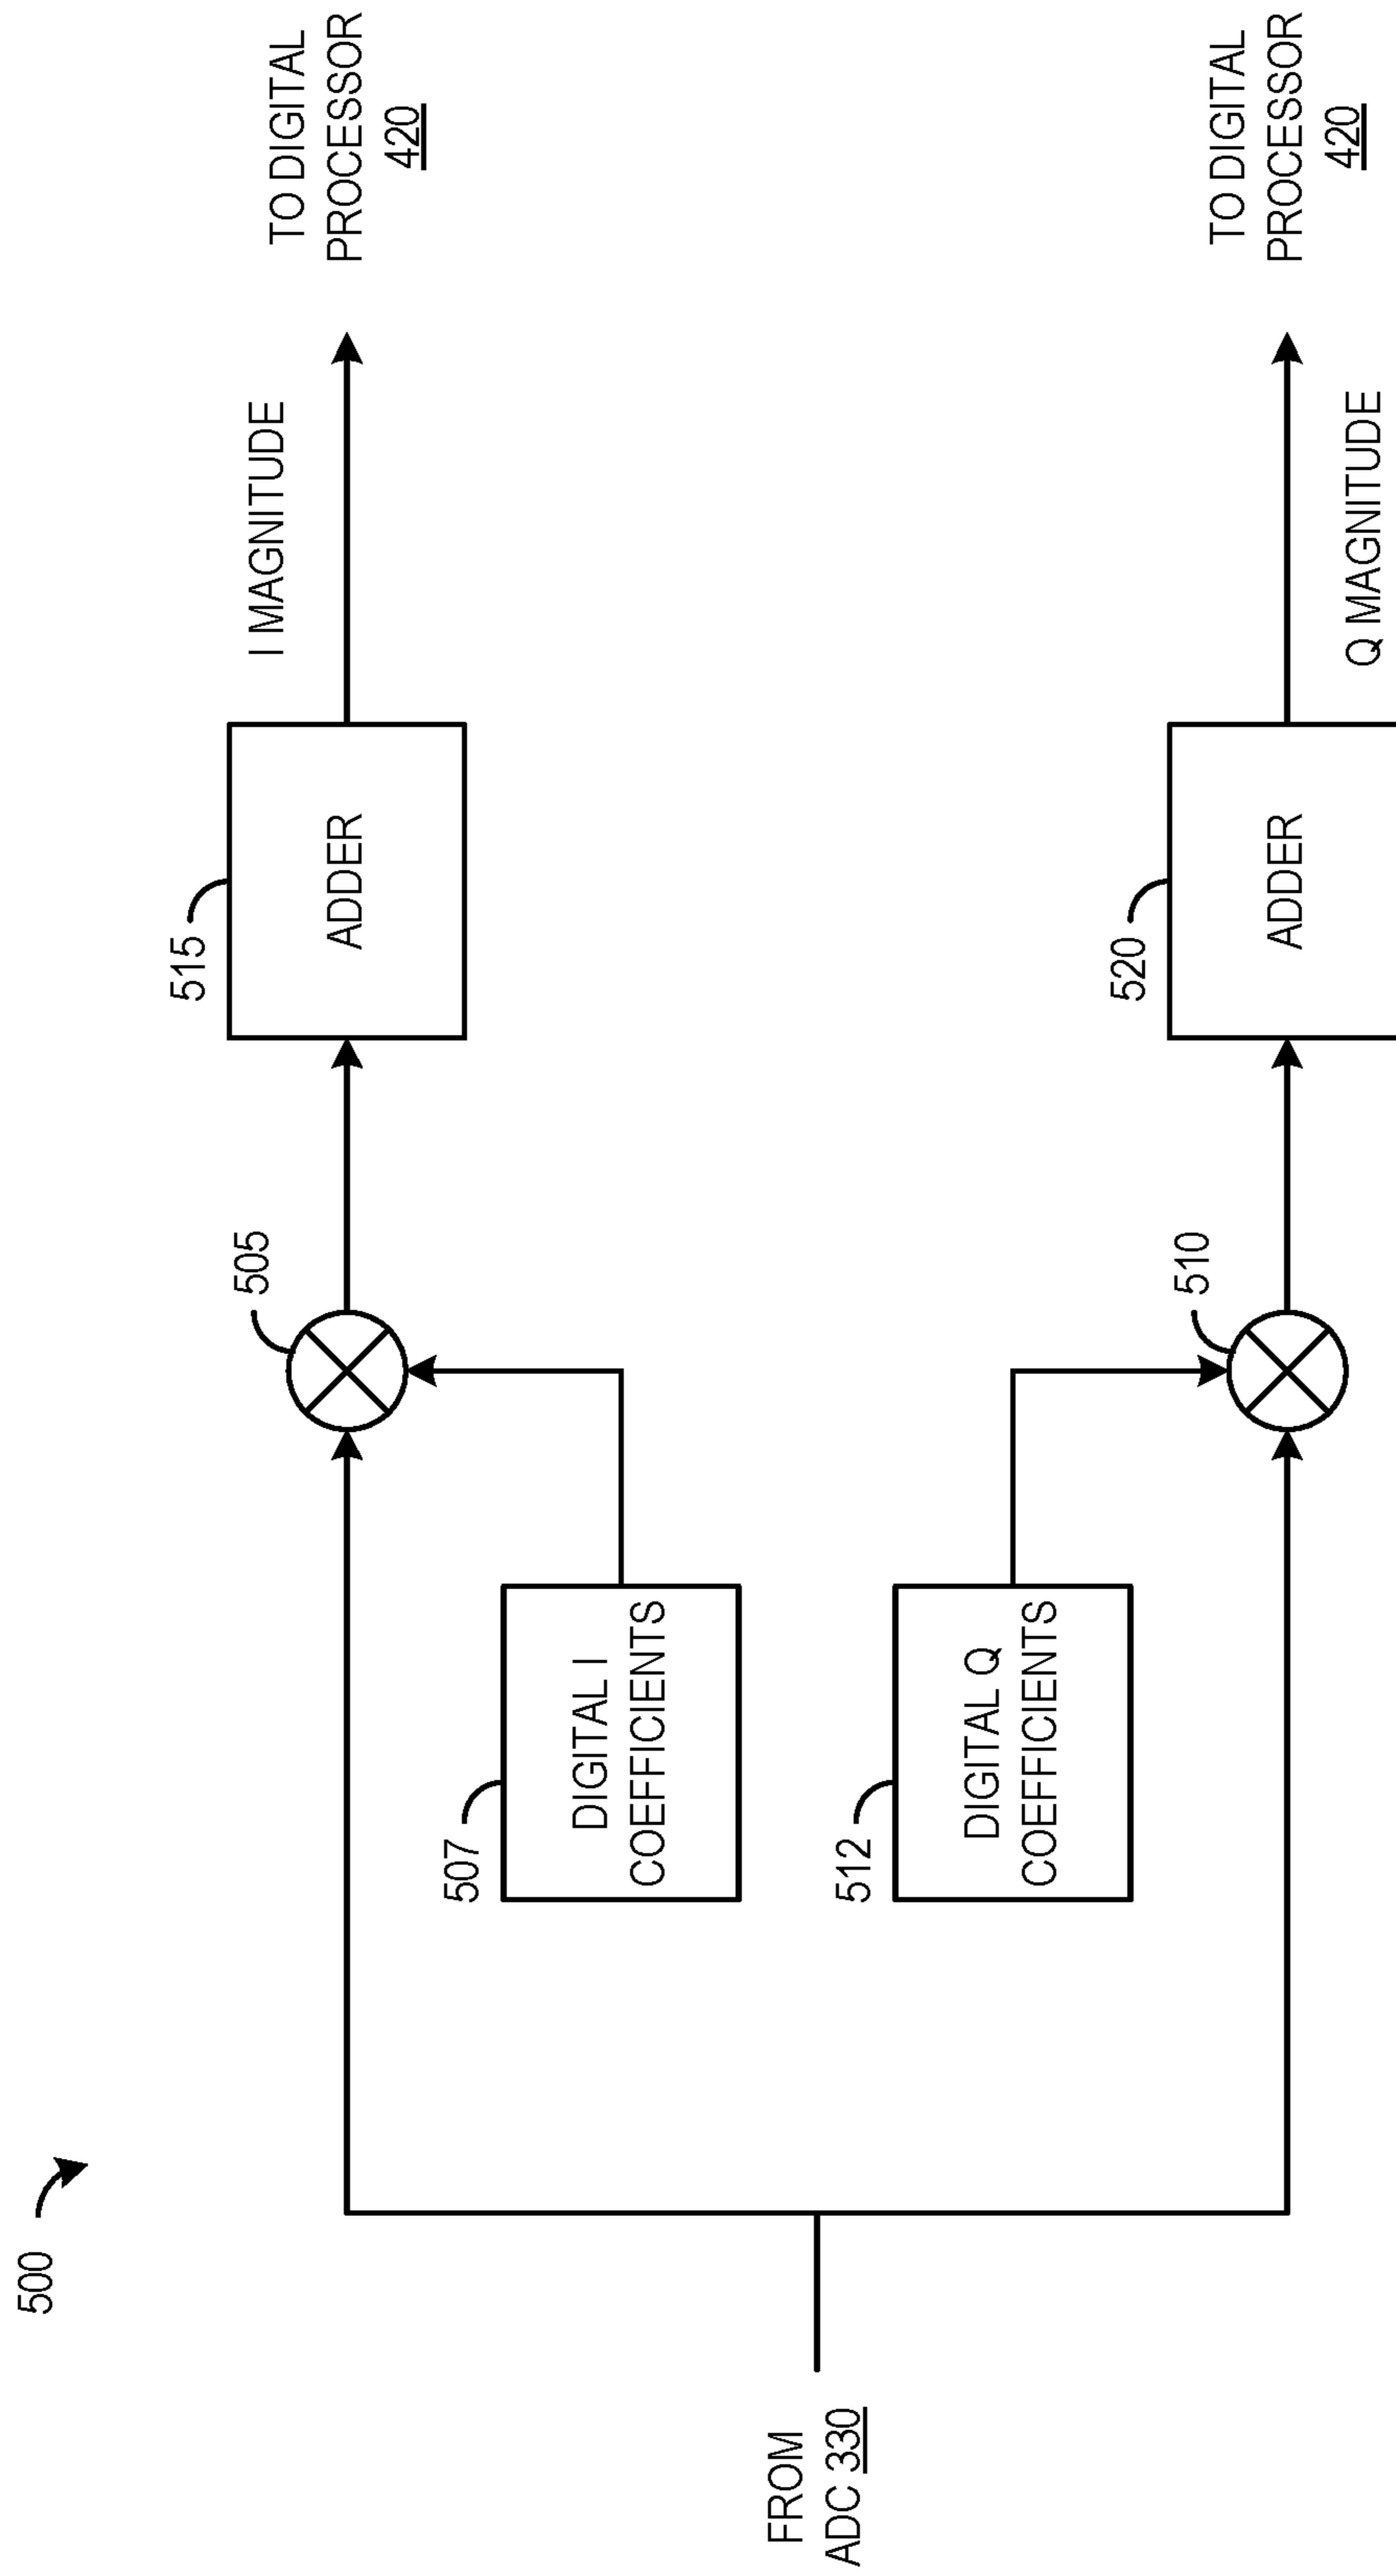 500
FROM
ADC 330
507
DIGITAL I
COEFFICIENTS
512
DIGITAL Q
COEFFICIENTS
505
510
515
ADDER
520
ADDER
I MAGNITUDE
Q MAGNITUDE
TO DIGITAL
PROCESSOR
420
TO DIGITAL
PROCESSOR
420